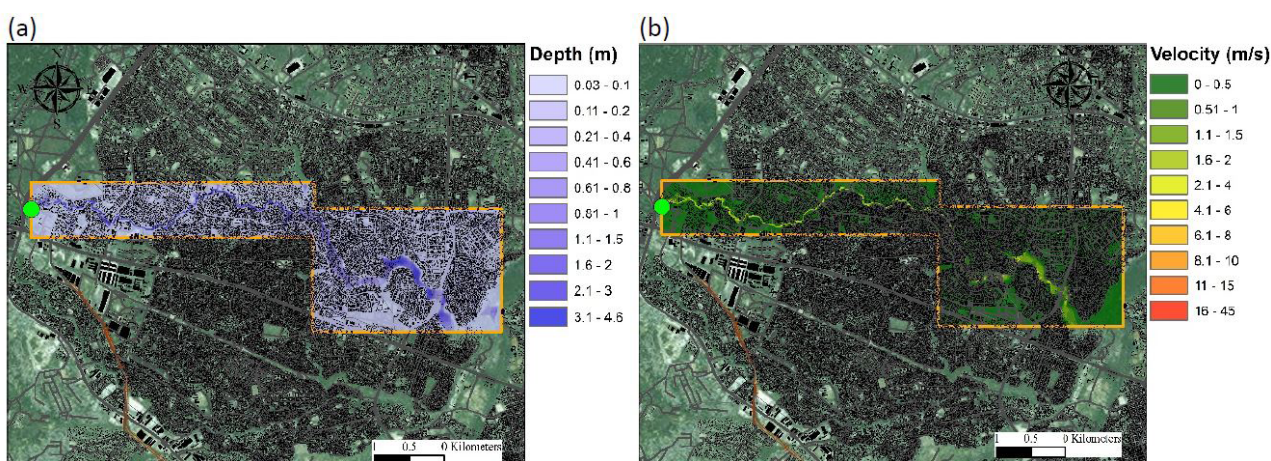 (a)
Depth (m)
0.03 - 0.1
0.11 - 0.2
0.21 - 0.4
0.41 - 0.6
0.61 - 0.8
0.81 - 1
1.1 - 1.5
1.6 - 2
2.1 - 3
3.1 - 4.6
1 0.5 0 Kilometers
(b)
Velocity (m/s)
0 - 0.5
0.51 - 1
1.1 - 1.5
1.6 - 2
2.1 - 4
4.1 - 6
6.1 - 8
8.1 - 10
11 - 15
16 - 45
1 0.5 0 Kilometers